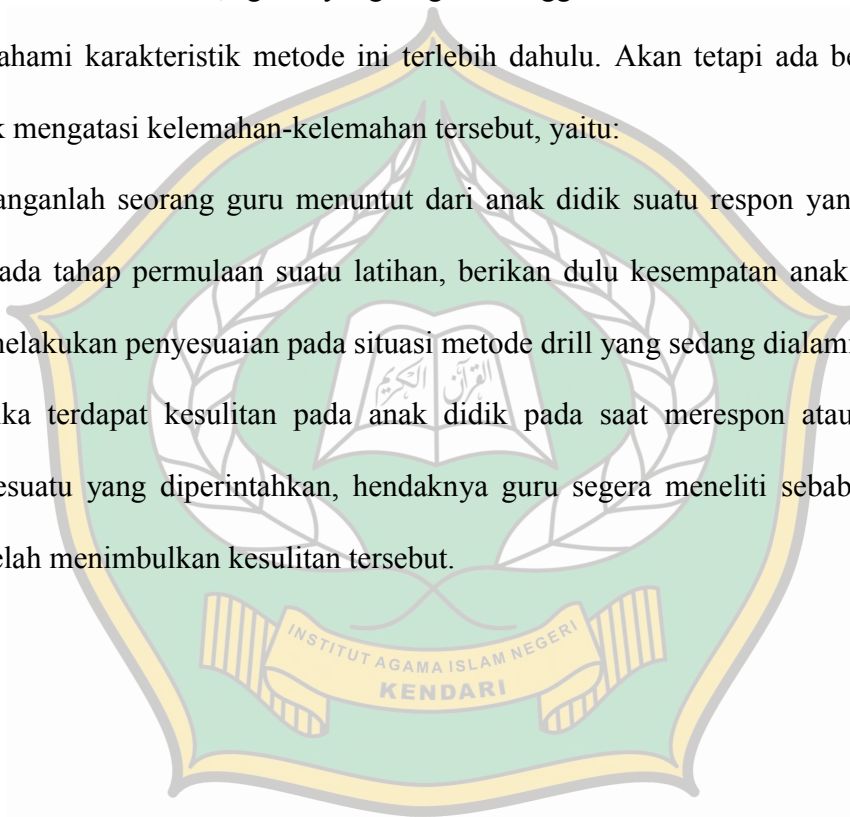 ahami karakteristik metode ini terlebih dahulu. Akan tetapi ada be
k mengatasi kelemahan-kelemahan tersebut, yaitu:
anganlah seorang guru menuntut dari anak didik suatu respon yan
ada tahap permulaan suatu latihan, berikan dulu kesempatan anak
nelakukan penyesuaian pada situasi metode drill yang sedang dialam
ka terdapat kesulitan pada anak didik pada saat merespon atau
esuatu yang diperintahkan, hendaknya guru segera meneliti sebab
elah menimbulkan kesulitan tersebut.
القرآن الكريم
INSTITUT AGAMA ISLAM NEGERI
KENDARI